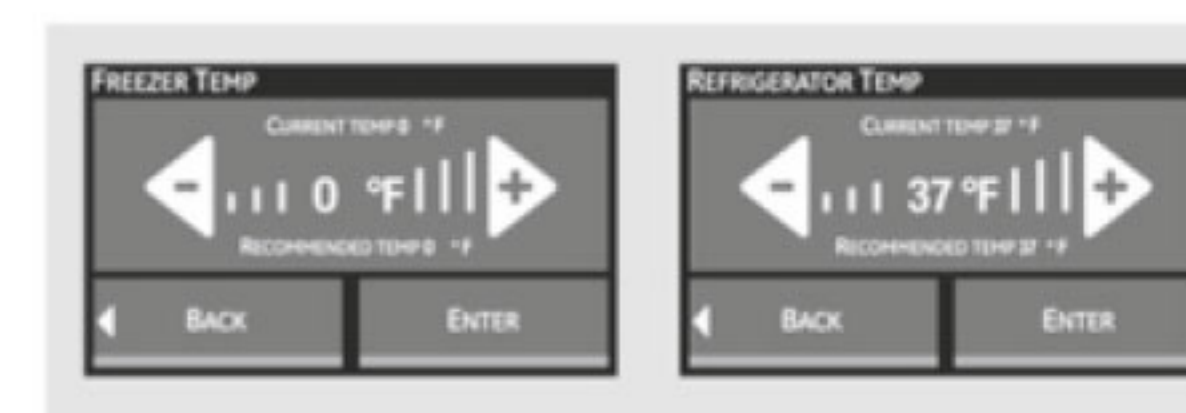 FREEZER TEMP
CURRENT TEMP 0 °F
- 0 °F +
RECOMMENDED TEMP 0 °F
BACK
ENTER
REFRIGERATOR TEMP
CURRENT TEMP 37 °F
- 37 °F +
RECOMMENDED TEMP 37 °F
BACK
ENTER